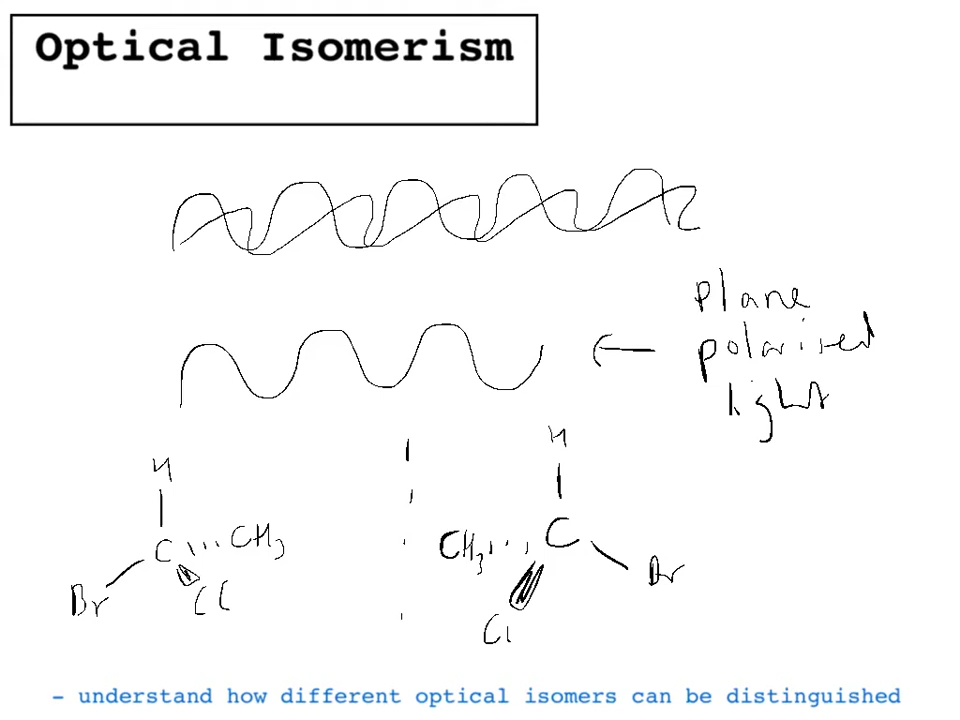 Optical Isomerism
plane
polarised
light
H
H
C
CH3
CH3
C
Br
Cl
Br
Cl
- understand how different optical isomers can be distinguished